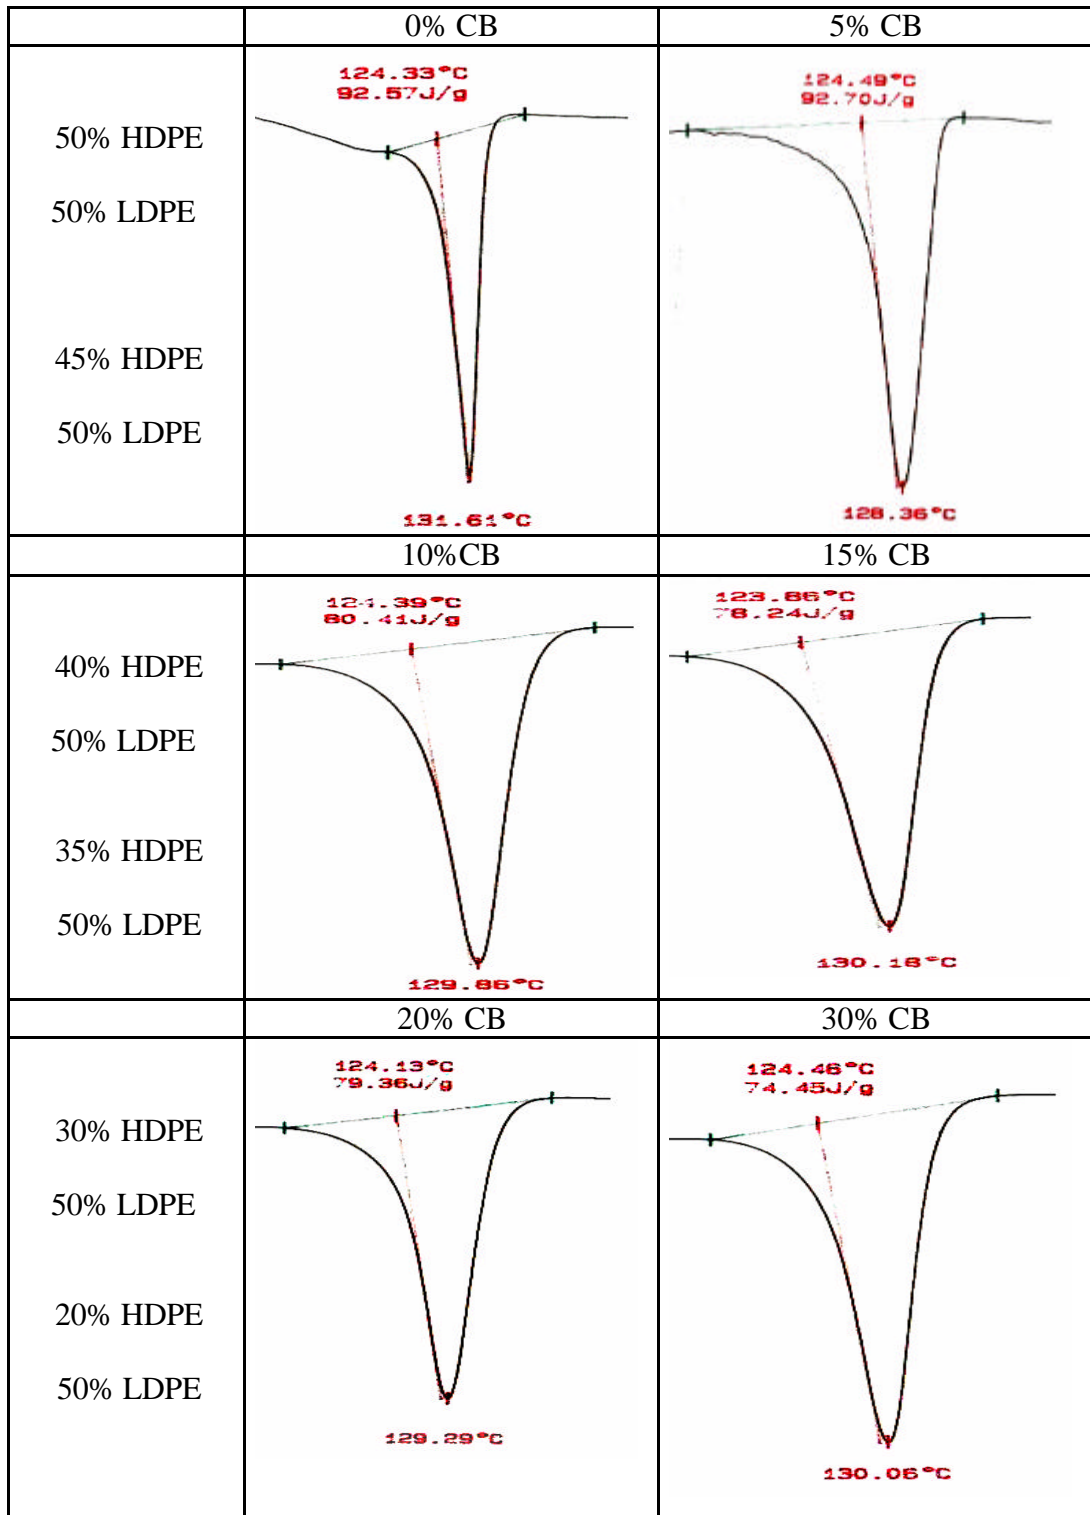 0% CB
5% CB
50% HDPE
50% LDPE
45% HDPE
50% LDPE
124.33°C
92.57J/g
131.61°C
124.49°C
92.70J/g
128.36°C
10%CB
15% CB
40% HDPE
50% LDPE
35% HDPE
50% LDPE
124.39°C
80.41J/g
129.86°C
123.86°C
78.24J/g
130.18°C
20% CB
30% CB
30% HDPE
50% LDPE
20% HDPE
50% LDPE
124.13°C
79.36J/g
129.29°C
124.46°C
74.45J/g
130.06°C